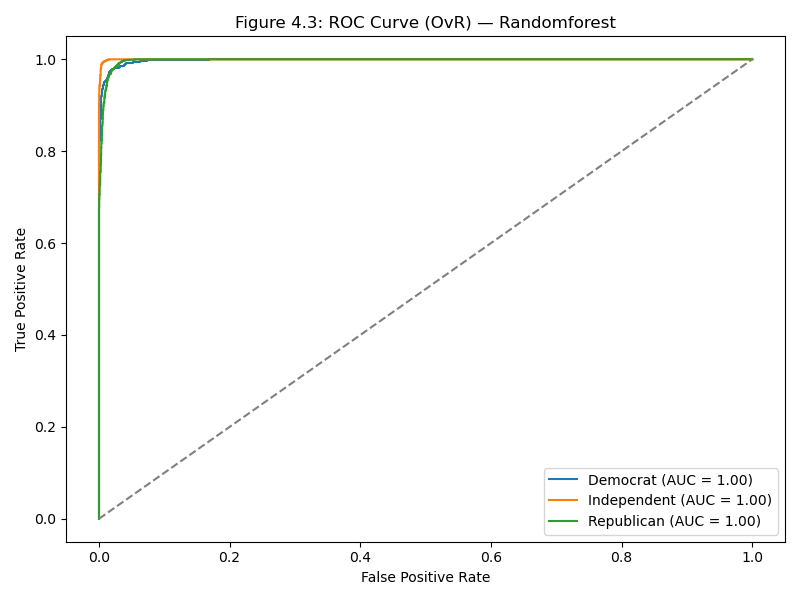 Figure 4.3: ROC Curve (OvR) — Randomforest
True Positive Rate
1.0
0.8
0.6
0.4
0.2
0.0
Democrat (AUC = 1.00)
Independent (AUC = 1.00)
Republican (AUC = 1.00)
0.0 0.2 0.4 0.6 0.8 1.0
False Positive Rate